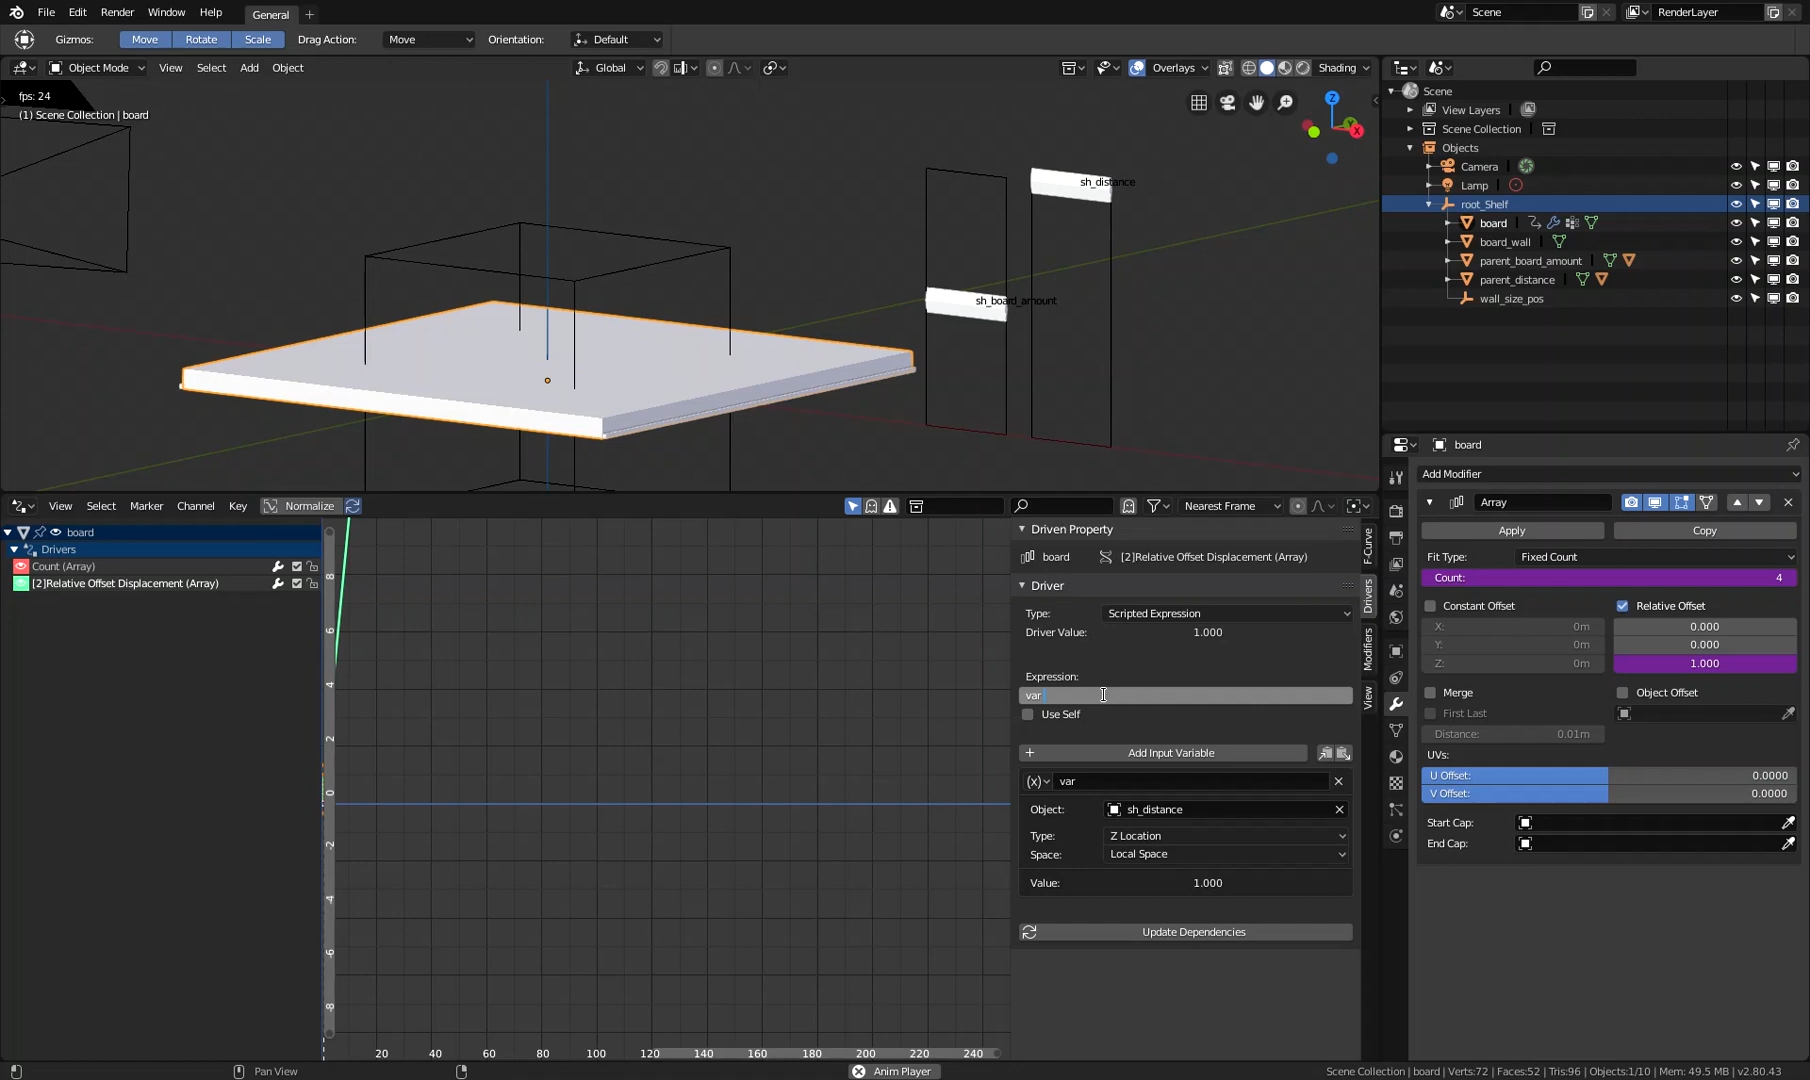 File Edit Render Window Help General + Scene RenderLayer
Gizmos: Move Rotate Scale Drag Action: Move Orientation: Default
Object Mode View Select Add Object Global Overlays Shading
fps: 24
(1) Scene Collection | board
sh_distance
sh_board_amount
Scene
View Layers
Scene Collection
Objects
Camera
Lamp
root_Shelf
board
board_wall
parent_board_amount
parent_distance
wall_size_pos
board
Add Modifier
Array
Apply Copy
Fit Type: Fixed Count
Count: 4
Constant Offset Relative Offset
X: 0m 0.000
Y: 0m 0.000
Z: 0m 1.000
Merge Object Offset
First Last
Distance: 0.01m
UVs:
U Offset: 0.0000
V Offset: 0.0000
Start Cap:
End Cap:
View Select Marker Channel Key Normalize Nearest Frame
board
Drivers
Count (Array)
[2]Relative Offset Displacement (Array)
8
6
4
2
0
-2
-4
-6
8
20 40 60 80 100 120 140 160 180 200 220 240
Driven Property
board [2]Relative Offset Displacement (Array)
Driver
Type: Scripted Expression
Driver Value: 1.000
Expression:
var
Use Self
+ Add Input Variable
(x) var
Object: sh_distance
Type: Z Location
Space: Local Space
Value: 1.000
Update Dependencies
F-Curve
Drivers
Modifiers
View
Pan View Anim Player Scene Collection | board | Verts:72 | Faces:52 | Tris:96 | Objects:1/10 | Mem: 49.5 MB | v2.80.43